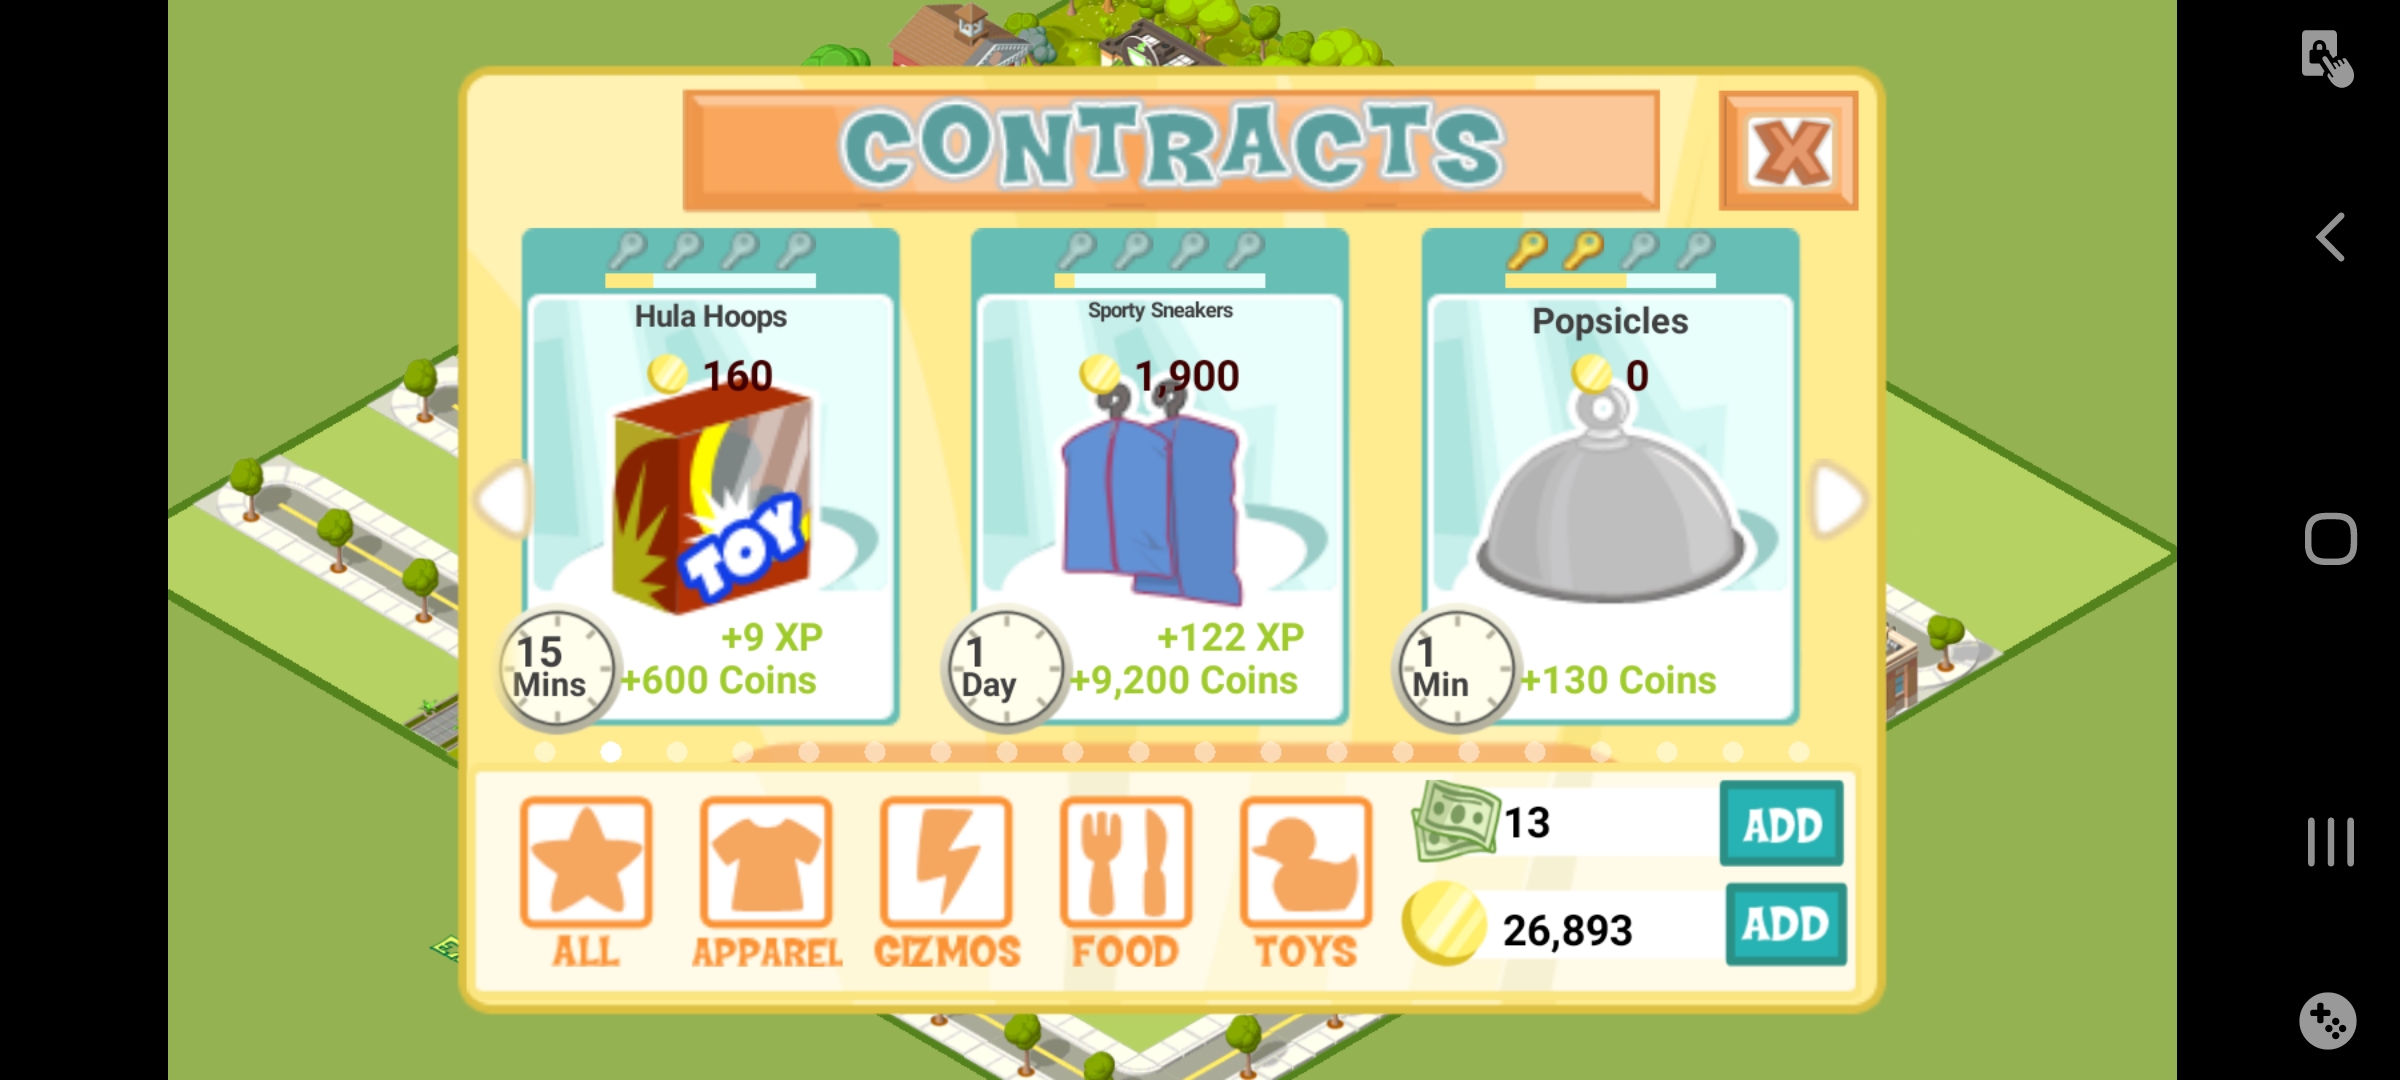 CONTRACTS
X
Hula Hoops
160
TOY
15
Mins
+9 XP
+600 Coins
Sporty Sneakers
1,900
1
Day
+122 XP
+9,200 Coins
Popsicles
0
1
Min
+130 Coins
ALL
APPAREL
GIZMOS
FOOD
TOYS
13
ADD
26,893
ADD